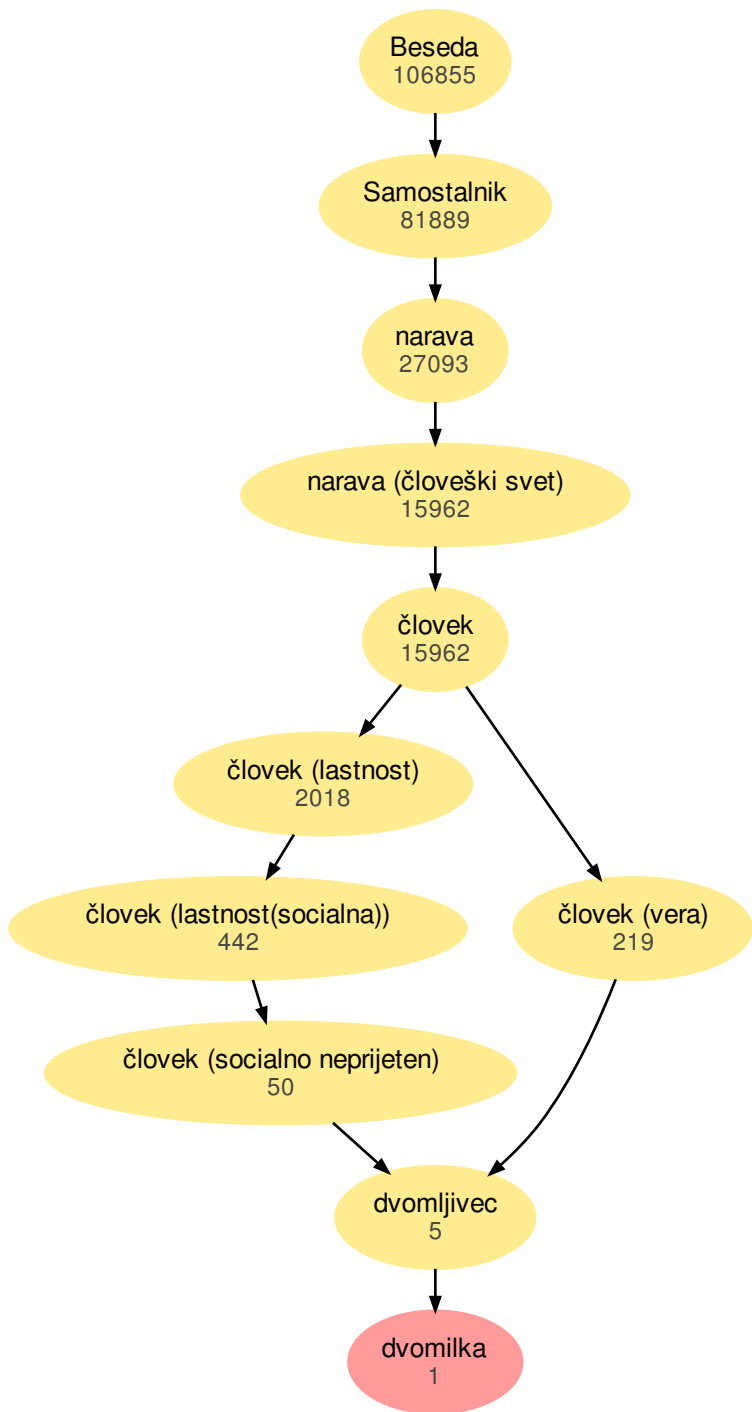 Beseda
106855
Samostalnik
81889
narava
27093
narava (človeški svet)
15962
človek
15962
človek (lastnost)
2018
človek (lastnost(socialna))
442
človek (vera)
219
človek (socialno neprijeten)
50
dvomljivec
5
dvomilka
1